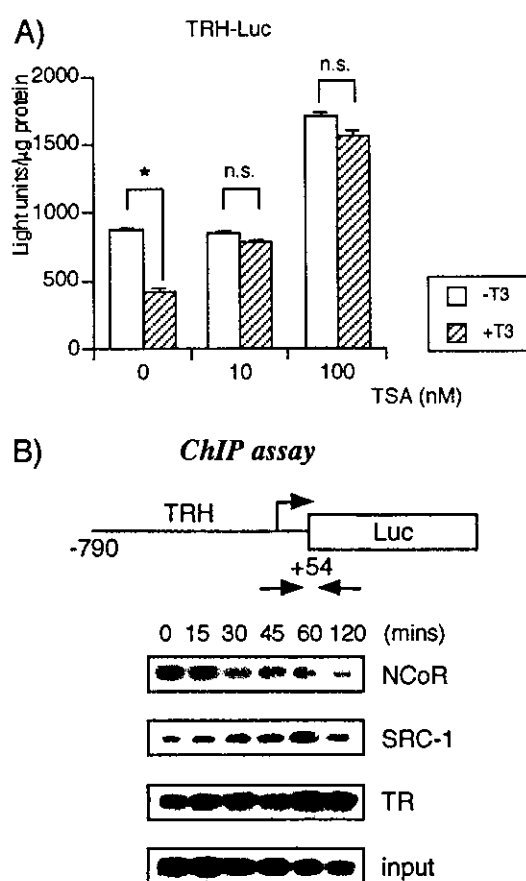 A)
TRH-Luc
Light units/μg protein
2000
1500
1000
500
0
*
n.s.
n.s.
0 10 100
TSA (nM)
-T3
+T3
B)
ChIP assay
TRH
Luc
-790
+54
0 15 30 45 60 120 (mins)
NCoR
SRC-1
TR
input